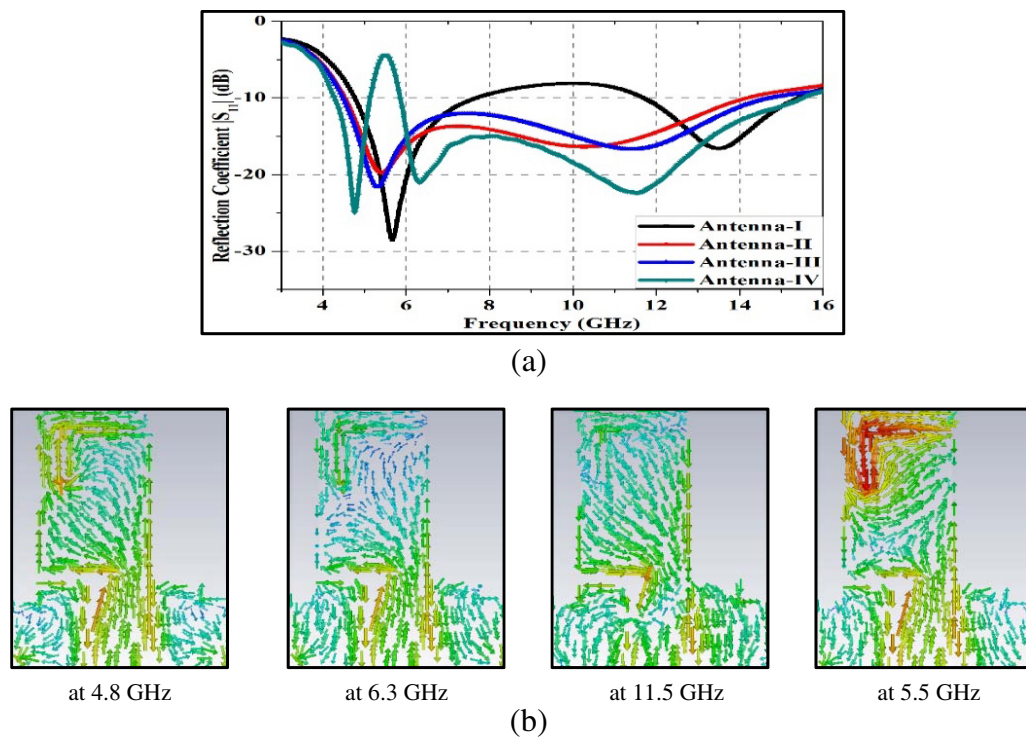 0
10
-20
-30
Reflection Coefficient |S11| (dB)
Antenna-I
Antenna-II
Antenna-III
Antenna-IV
4 6 8 10 12 14 16
Frequency (GHz)
(a)
at 4.8 GHz at 6.3 GHz at 11.5 GHz at 5.5 GHz
(b)